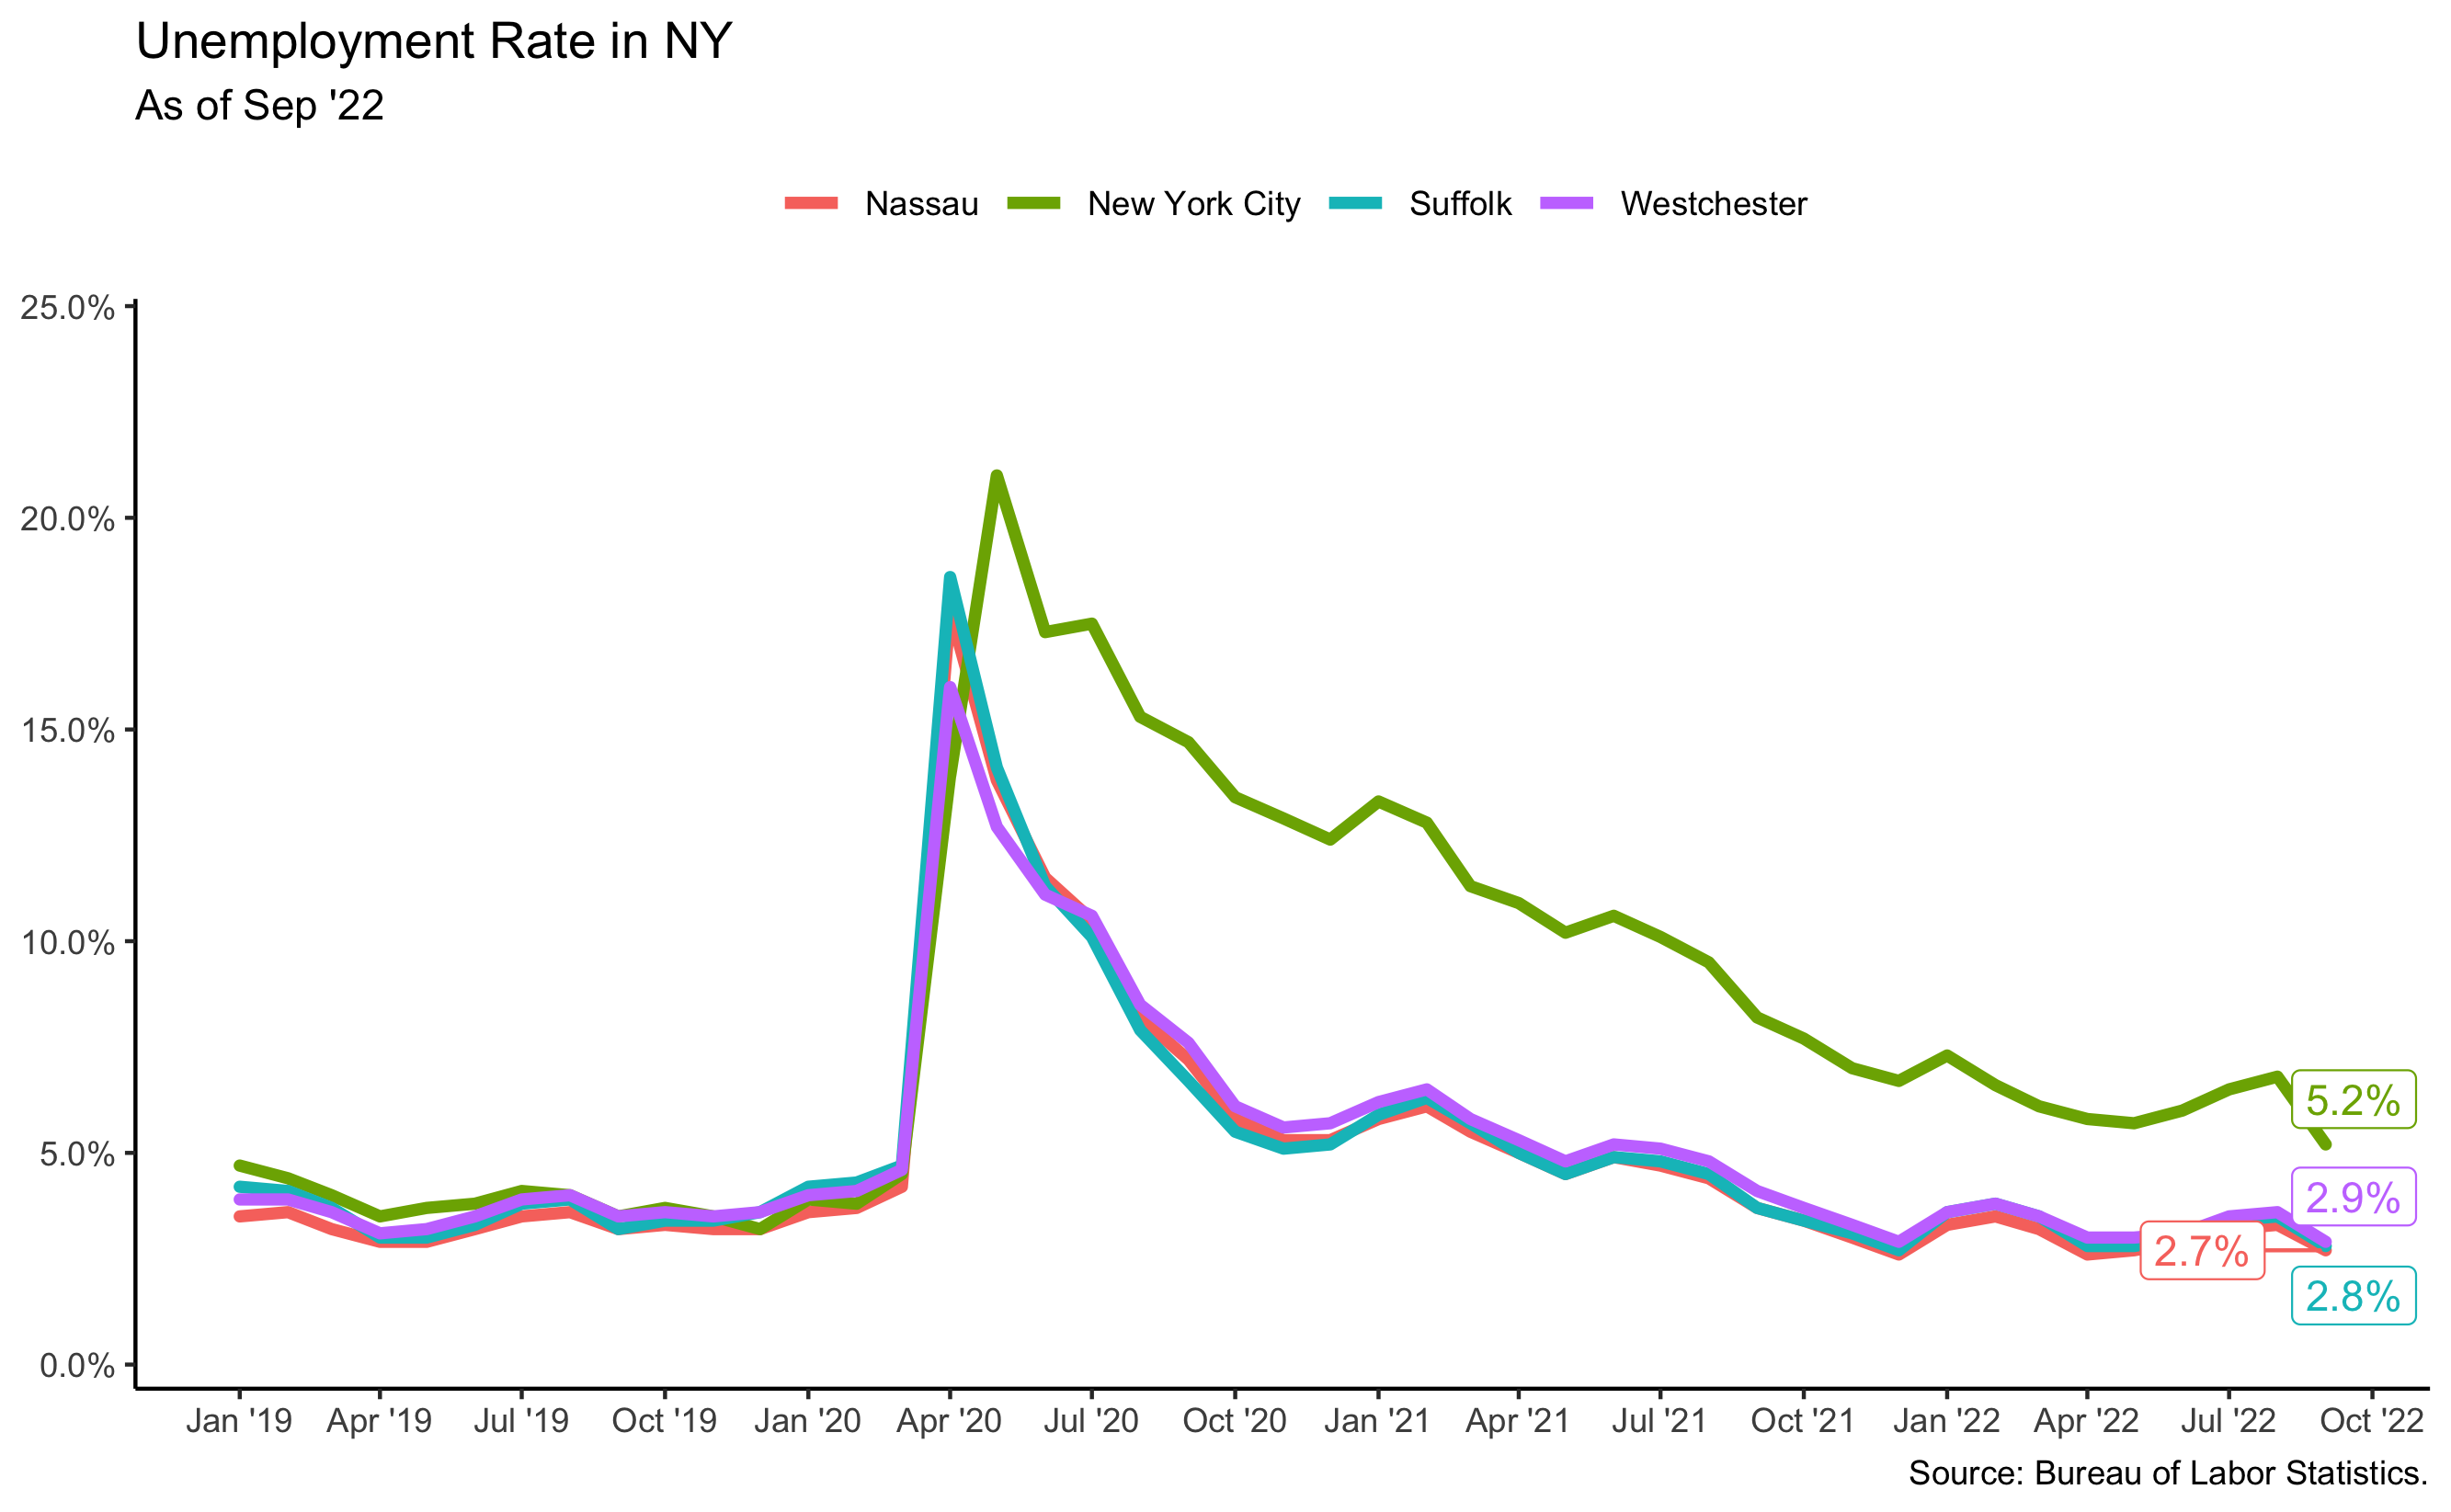 Unemployment Rate in NY
As of Sep '22
Nassau New York City Suffolk Westchester
25.0%
20.0%
15.0%
10.0%
5.0%
0.0%
5.2%
2.9%
2.7%
2.8%
Jan '19 Apr '19 Jul '19 Oct '19 Jan '20 Apr '20 Jul '20 Oct '20 Jan '21 Apr '21 Jul '21 Oct '21 Jan '22 Apr '22 Jul '22 Oct '22
Source: Bureau of Labor Statistics.